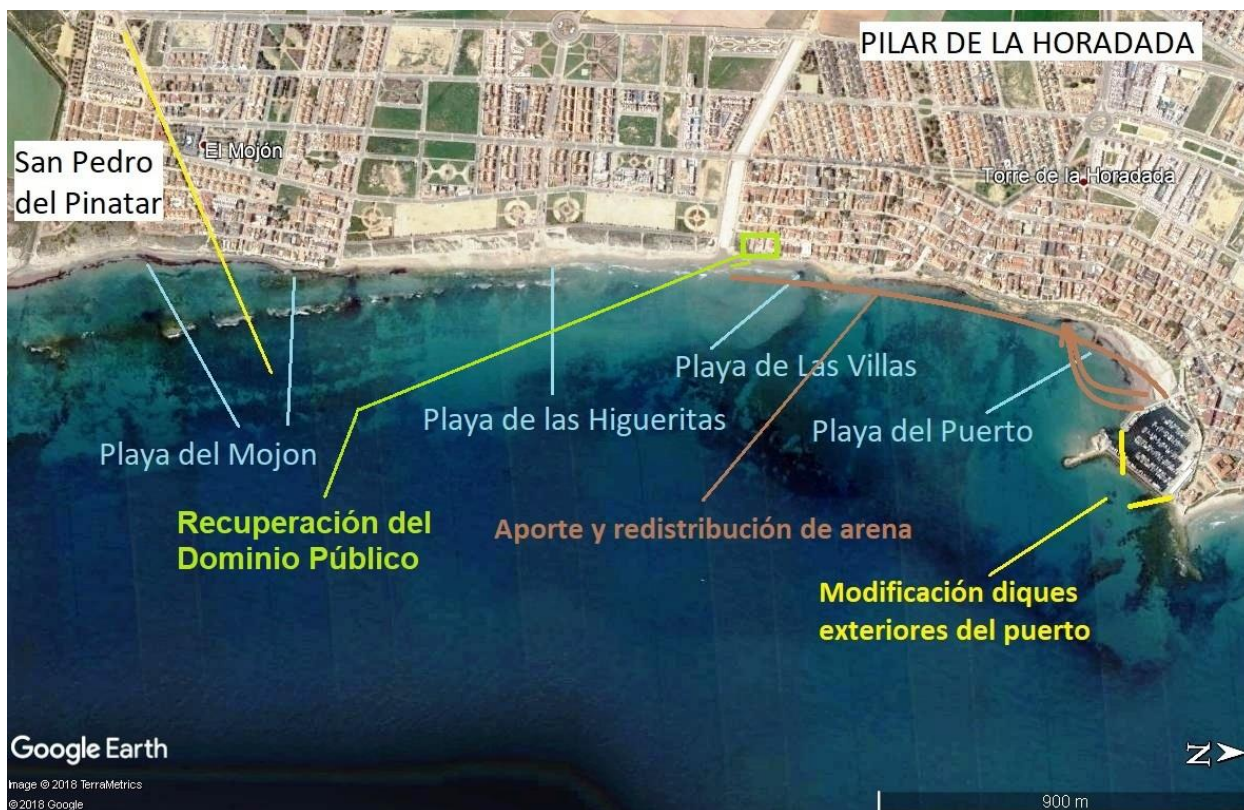 PILAR DE LA HORADADA
San Pedro
del Pinatar
El Mojón
Torre de la Horadada
Playa de Las Villas
Playa de las Higueritas
Playa del Puerto
Playa del Mojon
Recuperación del
Dominio Público
Aporte y redistribución de arena
Modificación diques
exteriores del puerto
Google Earth
Image © 2018 TerraMetrics
© 2018 Google
N
900 m